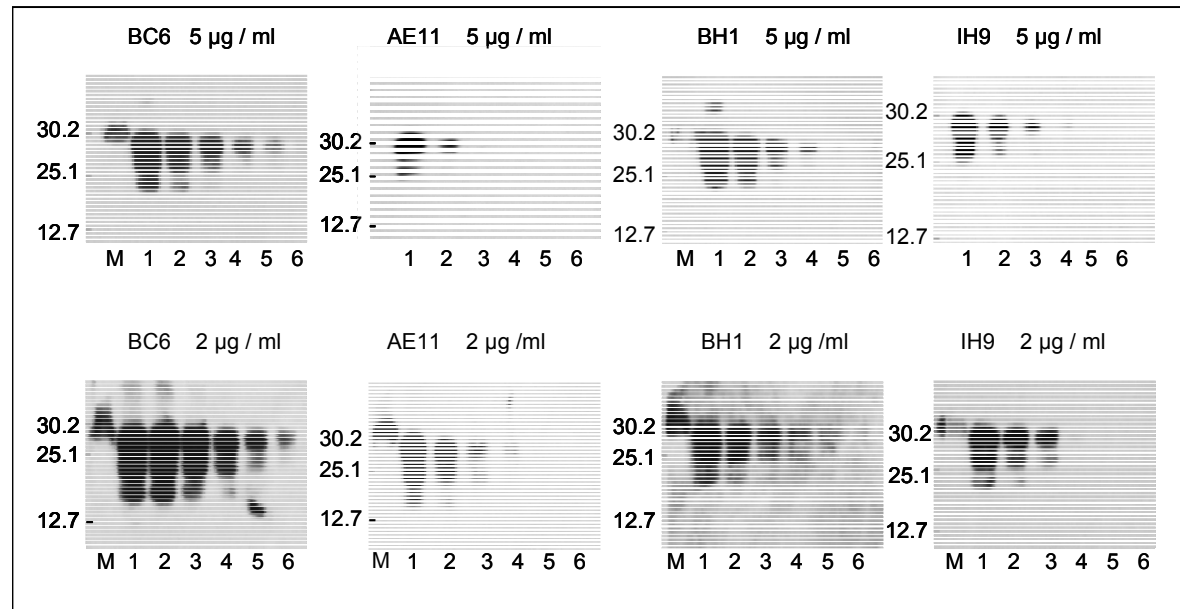 BC6 5 µg / ml
30.2
25.1
12.7
M 1 2 3 4 5 6
AE11 5 µg / ml
30.2
25.1
12.7
1 2 3 4 5 6
BH1 5 µg / ml
30.2
25.1
12.7
M 1 2 3 4 5 6
IH9 5 µg / ml
30.2
25.1
12.7
1 2 3 4 5 6
BC6 2 µg / ml
30.2
25.1
12.7
M 1 2 3 4 5 6
AE11 2 µg /ml
30.2
25.1
12.7
M 1 2 3 4 5 6
BH1 2 µg /ml
30.2
25.1
12.7
M 1 2 3 4 5 6
IH9 2 µg / ml
30.2
25.1
12.7
M 1 2 3 4 5 6